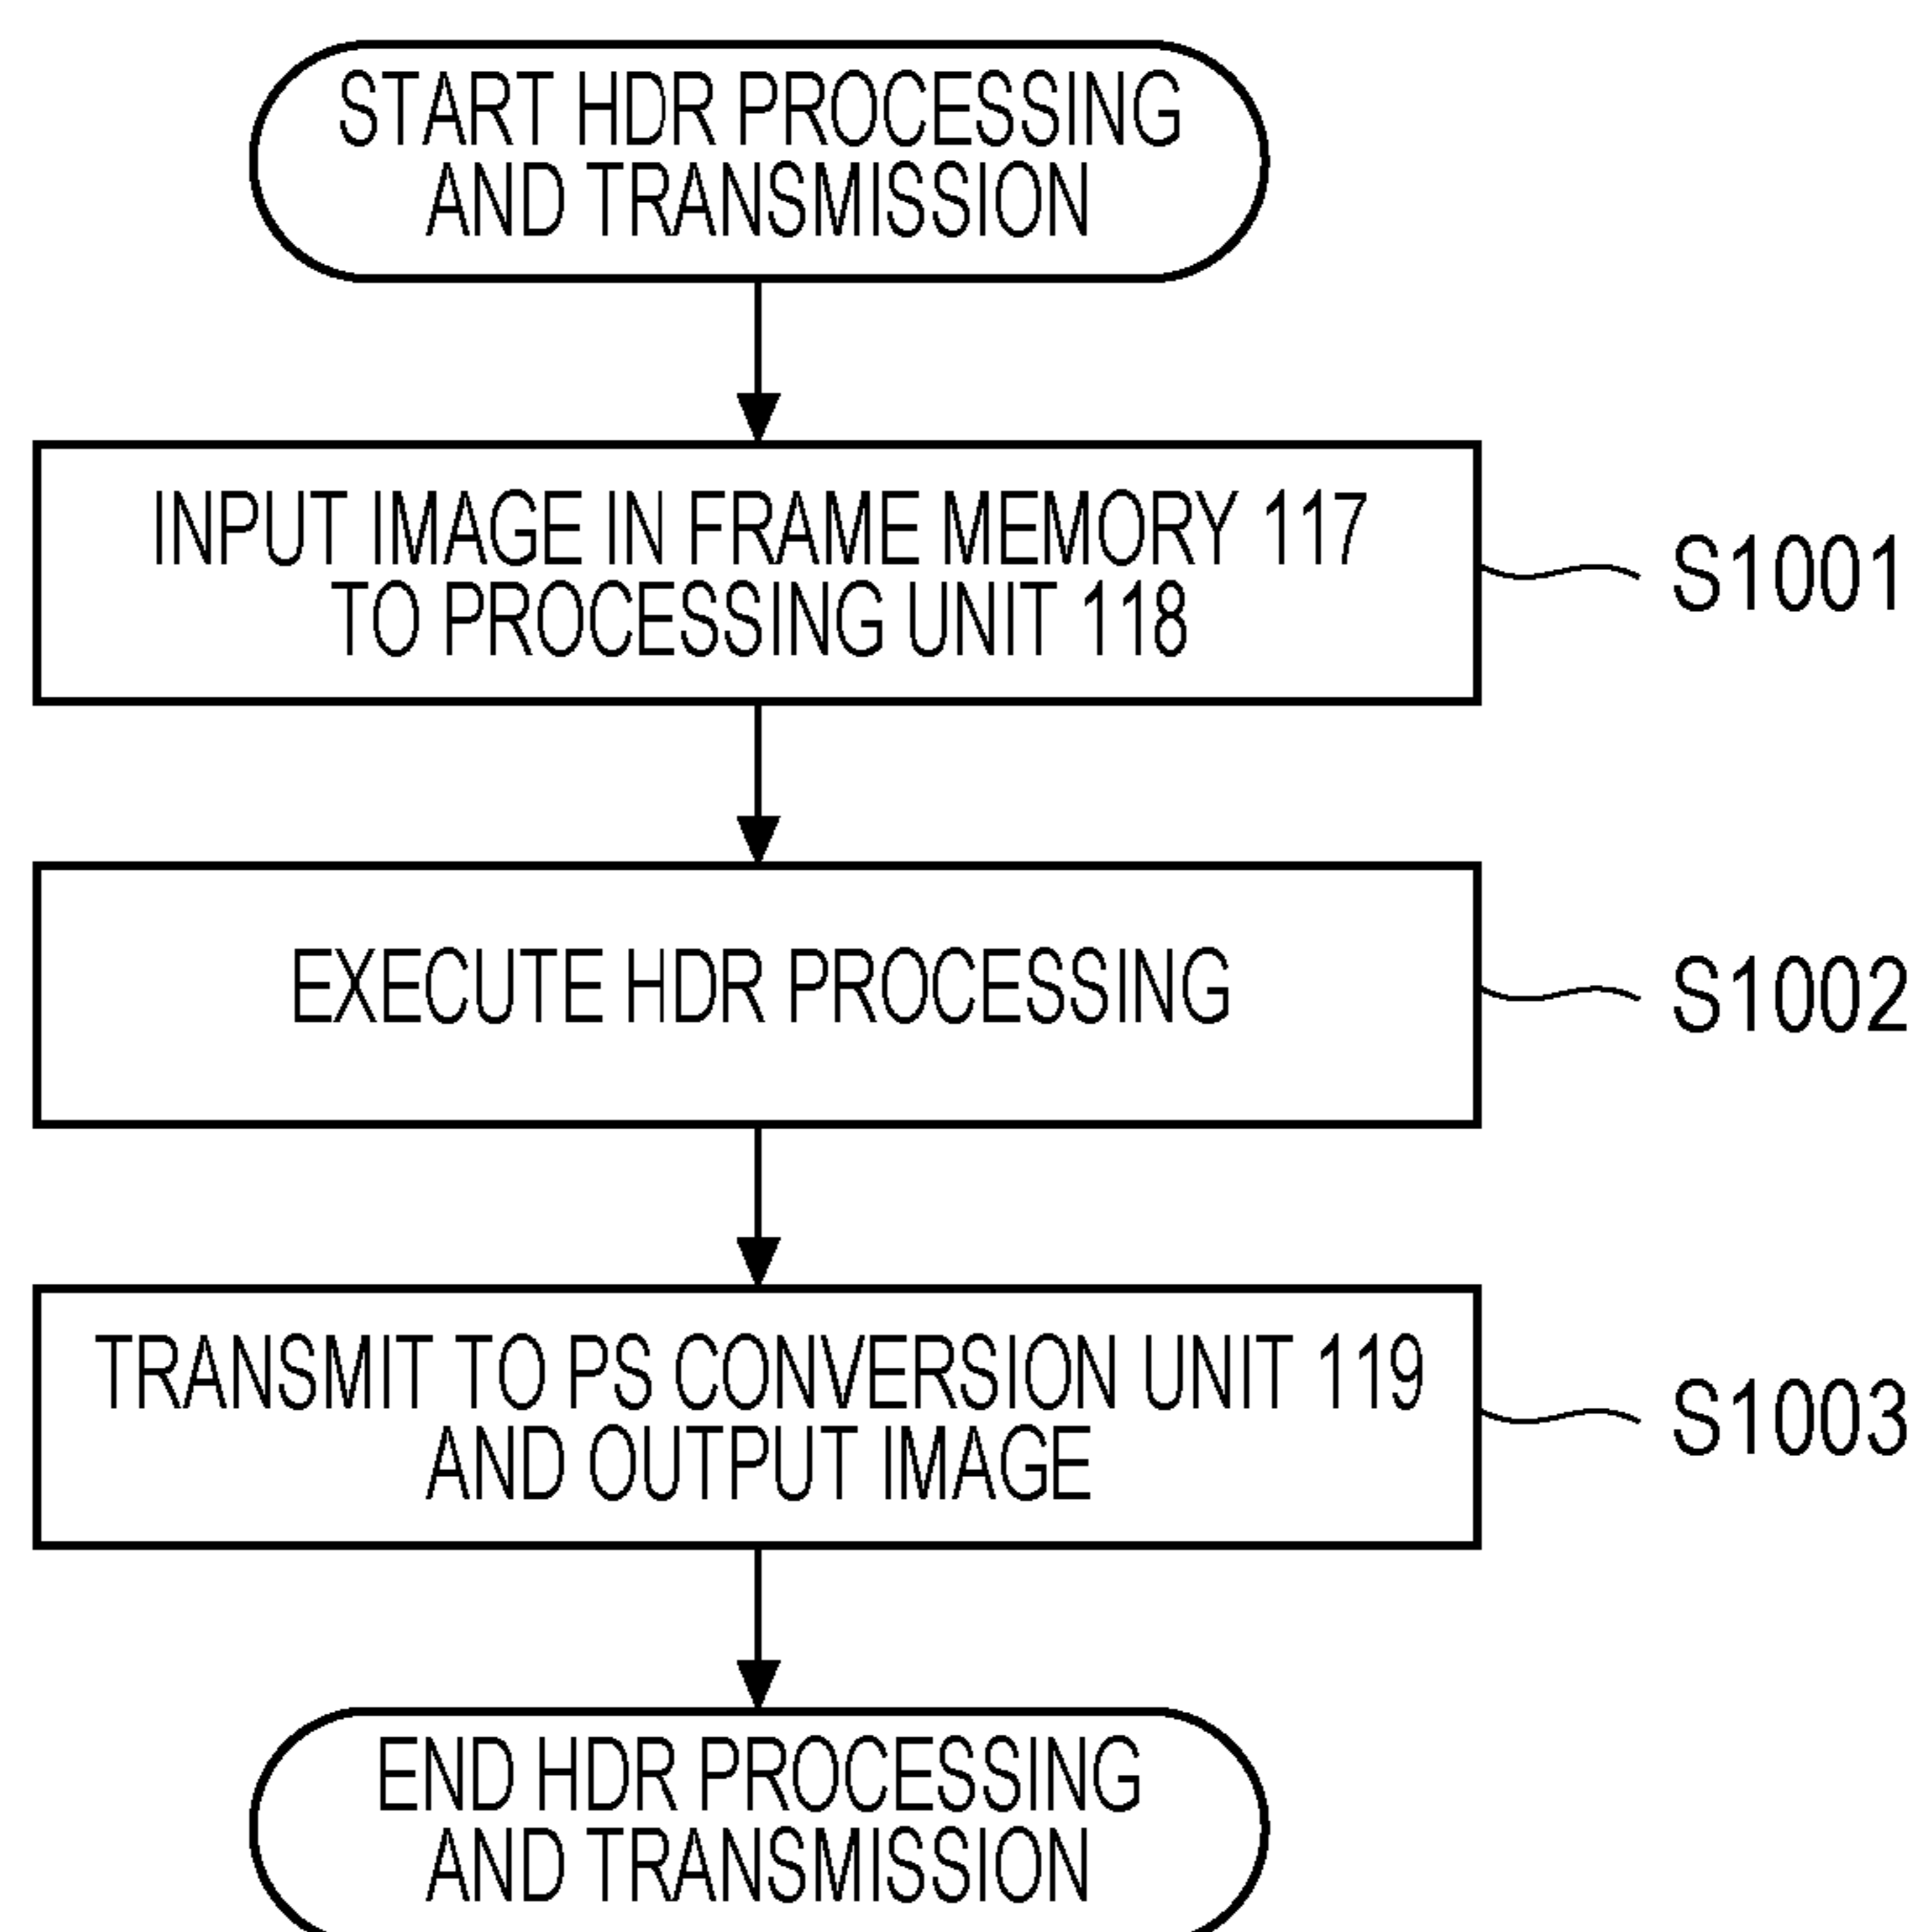 START HDR PROCESSING
AND TRANSMISSION
INPUT IMAGE IN FRAME MEMORY 117
TO PROCESSING UNIT 118
S1001
EXECUTE HDR PROCESSING
S1002
TRANSMIT TO PS CONVERSION UNIT 119
AND OUTPUT IMAGE
S1003
END HDR PROCESSING
AND TRANSMISSION